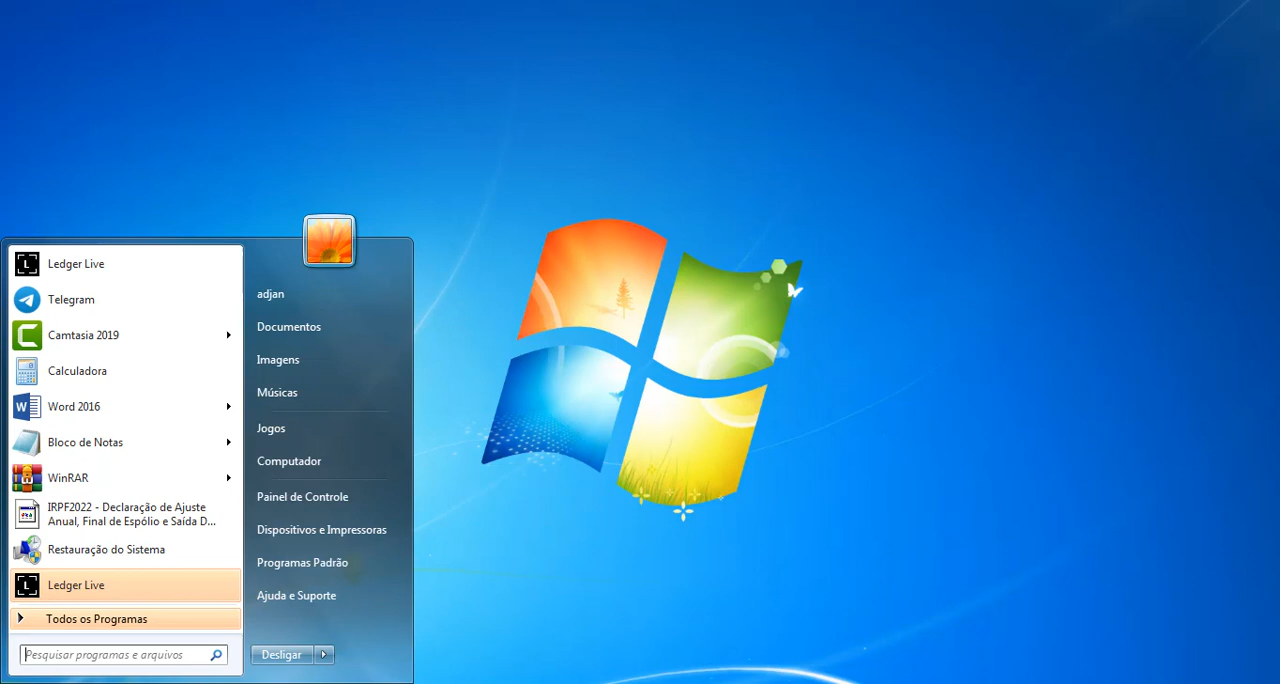 Ledger Live
Telegram
Camtasia 2019
Calculadora
Word 2016
Bloco de Notas
WinRAR
IRPF2022 - Declaração de Ajuste
Anual, Final de Espólio e Saída D...
Restauração do Sistema
Ledger Live
Todos os Programas
Pesquisar programas e arquivos
adjan
Documentos
Imagens
Músicas
Jogos
Computador
Painel de Controle
Dispositivos e Impressoras
Programas Padrão
Ajuda e Suporte
Desligar